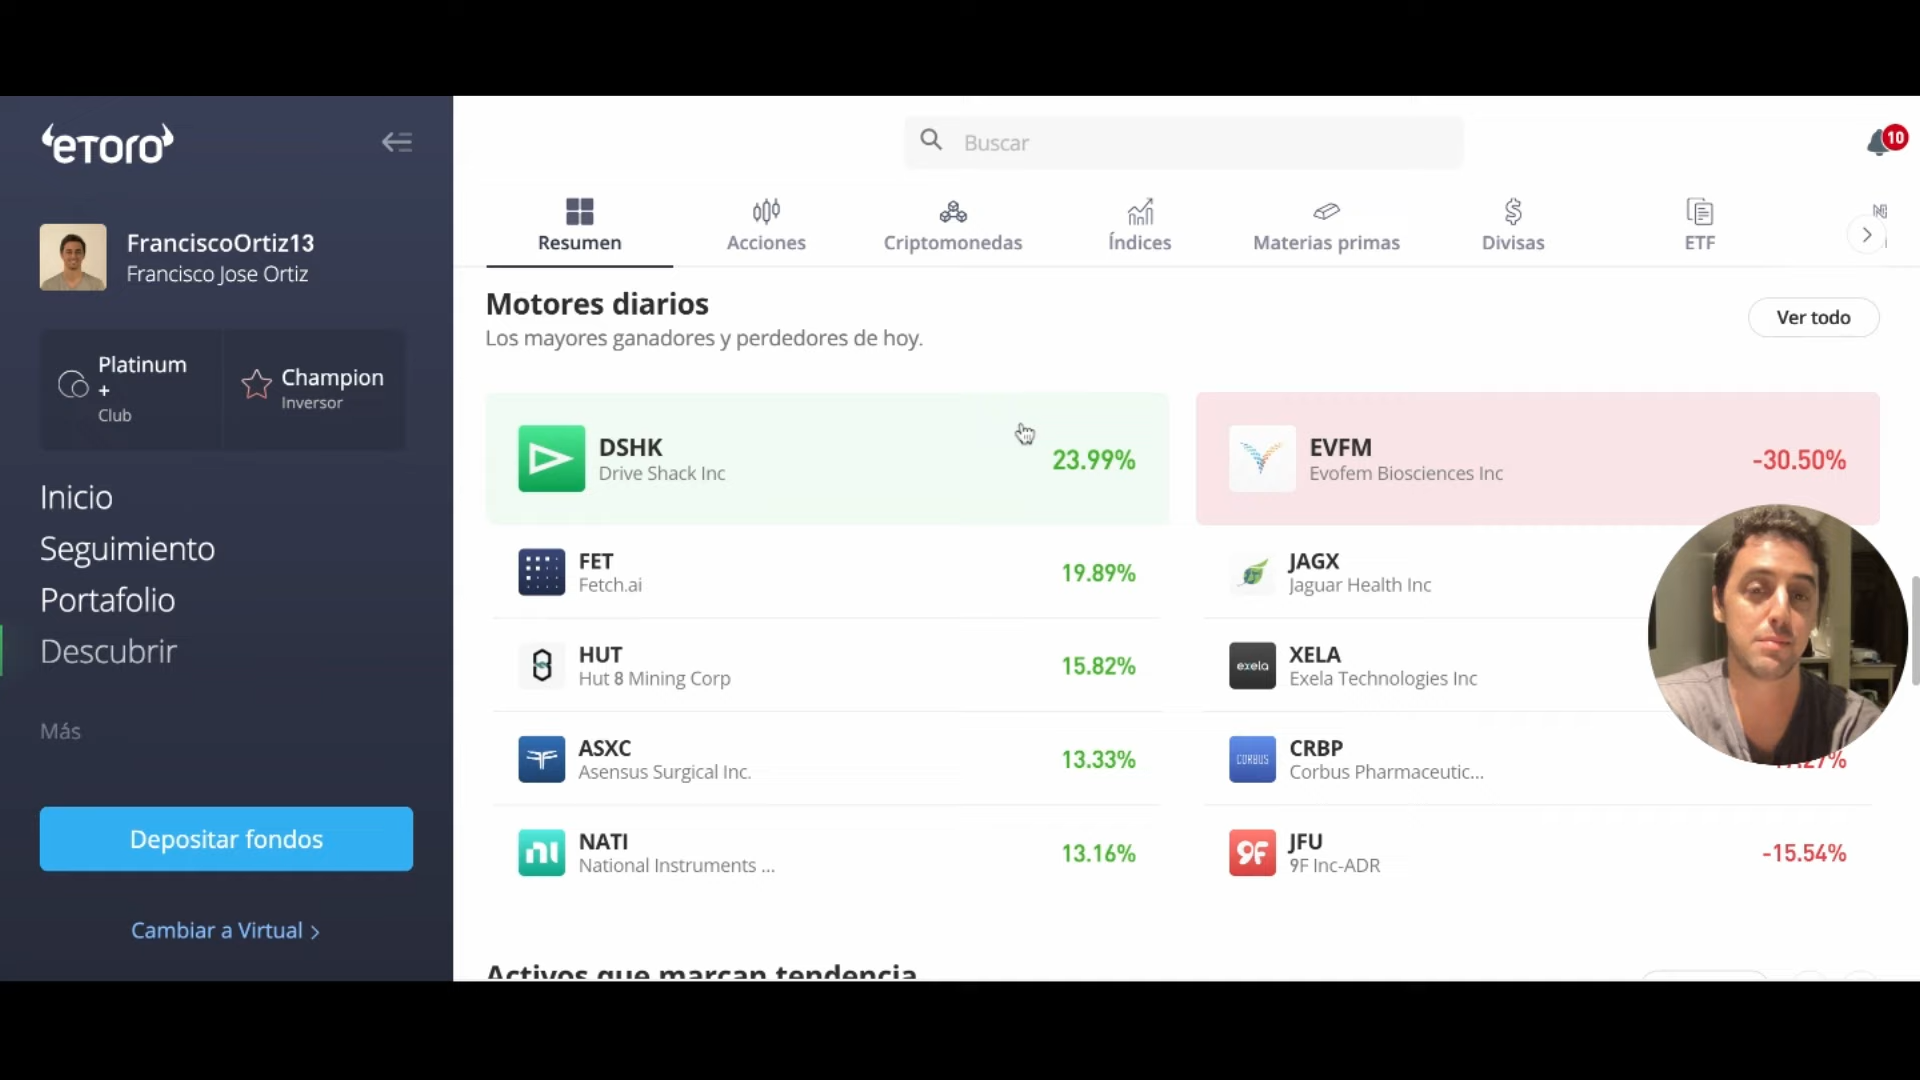 eToro
FranciscoOrtiz13
Francisco Jose Ortiz
Platinum
+
Club
Champion
Inversor
Inicio
Seguimiento
Portafolio
Descubrir
Más
Depositar fondos
Cambiar a Virtual >
Buscar
10
Resumen
Acciones
Criptomonedas
Índices
Materias primas
Divisas
ETF
Motores diarios
Los mayores ganadores y perdedores de hoy.
Ver todo
DSHK
Drive Shack Inc
23.99%
FET
Fetch.ai
19.89%
HUT
Hut 8 Mining Corp
15.82%
ASXC
Asensus Surgical Inc.
13.33%
NATI
National Instruments ...
13.16%
EVFM
Evofem Biosciences Inc
-30.50%
JAGX
Jaguar Health Inc
exela
XELA
Exela Technologies Inc
CORBUS
CRBP
Corbus Pharmaceutic...
9F
JFU
9F Inc-ADR
-15.54%
Activos que marcan tendencia